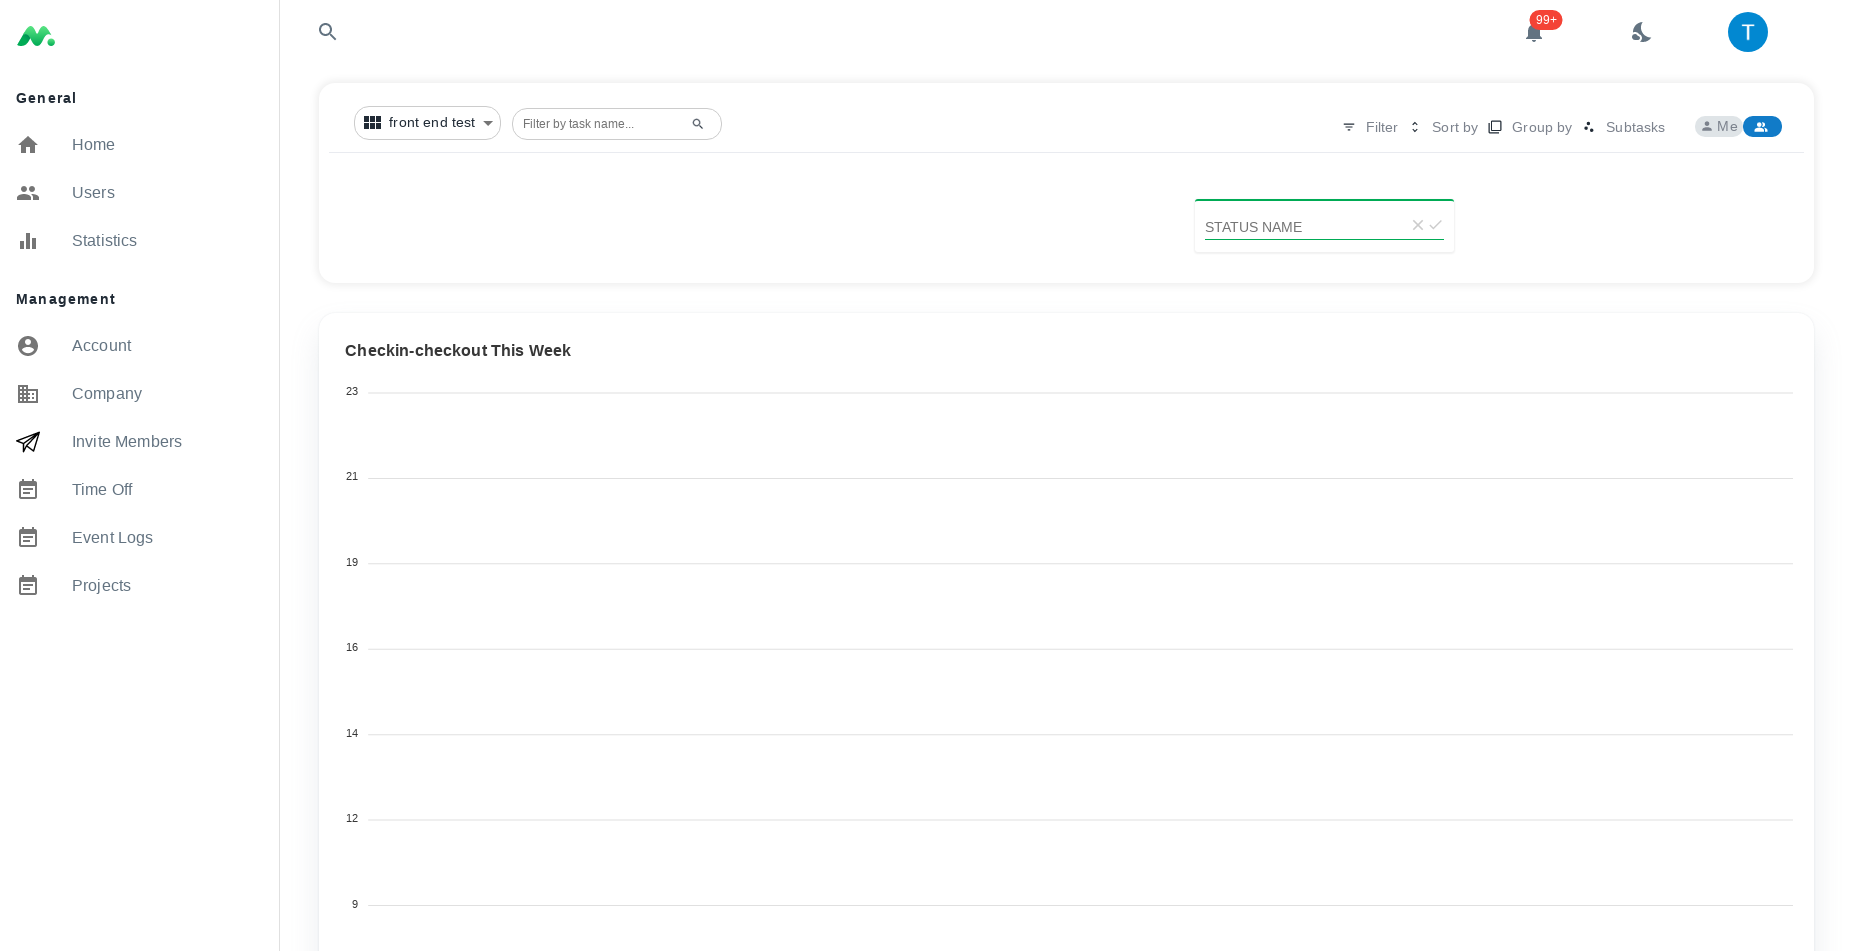 99+
T
General
Home
Users
Statistics
Management
Account
Company
Invite Members
Time Off
Event Logs
Projects
front end test
Filter by task name...
Filter
Sort by
Group by
Subtasks
Me
STATUS NAME
Checkin-checkout This Week
23
21
19
16
14
12
9